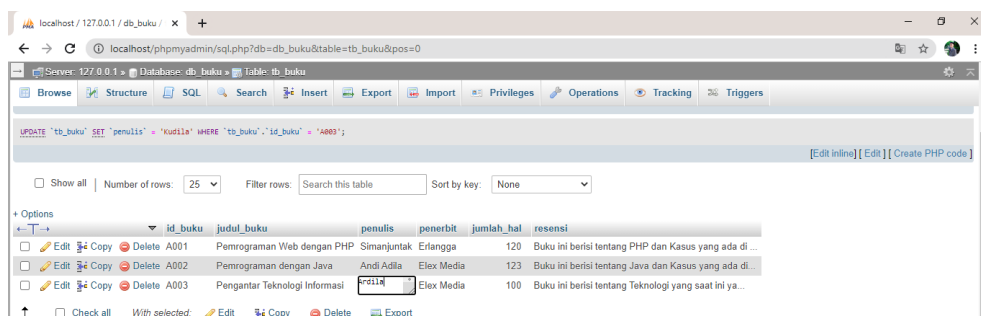 localhost / 127.0.0.1 / db_buku /
localhost/phpmyadmin/sql.php?db=db_buku&table=tb_buku&pos=0
Server: 127.0.0.1 » Database: db_buku » Table: tb_buku
Browse Structure SQL Search Insert Export Import Privileges Operations Tracking Triggers
UPDATE `tb_buku` SET `penulis` = 'Kudila' WHERE `tb_buku`.`id_buku` = 'A003';
[Edit inline] [ Edit ] [ Create PHP code ]
Show all | Number of rows: 25 Filter rows: Search this table Sort by key: None
+ Options
←T→ id_buku judul_buku penulis penerbit jumlah_hal resensi
Edit Copy Delete A001 Pemrograman Web dengan PHP Simanjuntak Erlangga 120 Buku ini berisi tentang PHP dan Kasus yang ada di ...
Edit Copy Delete A002 Pemrograman dengan Java Andi Adila Elex Media 123 Buku ini berisi tentang Java dan Kasus yang ada di...
Edit Copy Delete A003 Pengantar Teknologi Informasi Ardila Elex Media 100 Buku ini berisi tentang Teknologi yang saat ini ya...
Check all With selected: Edit Copy Delete Export